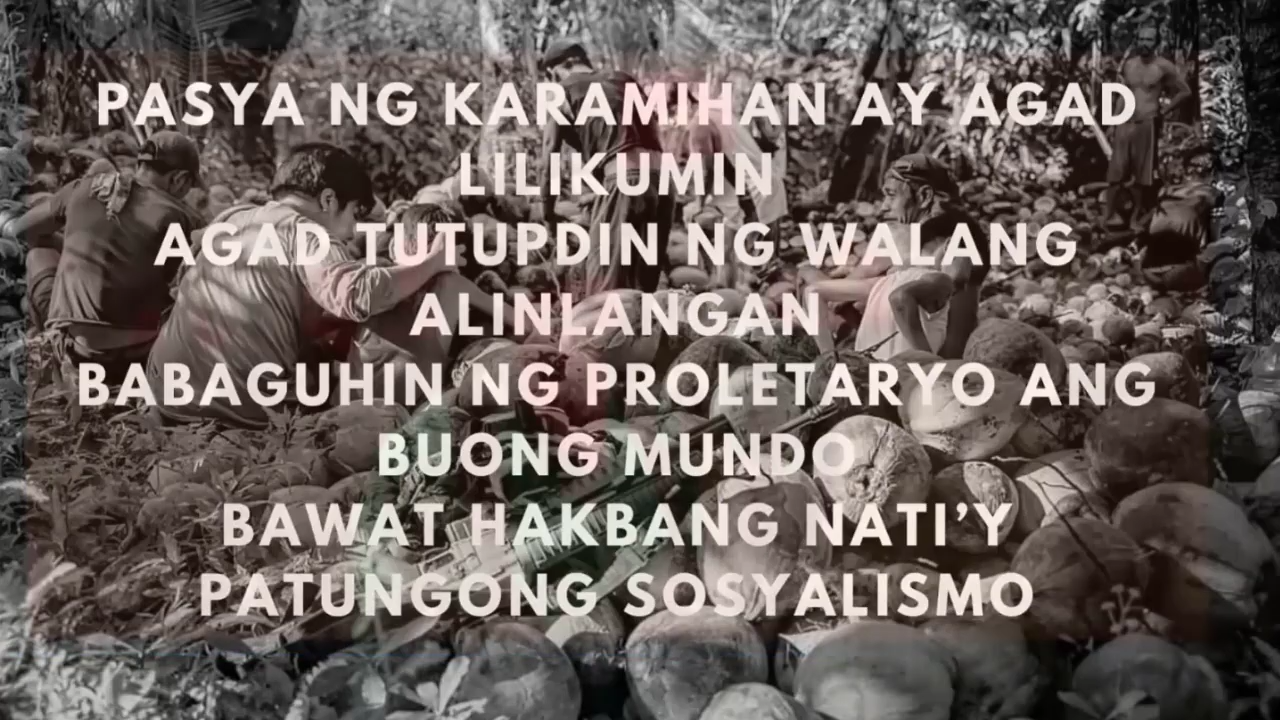 PASYA NG KARAMIHAN AY AGAD
LILIKUMIN
AGAD TUTUPDIN NG WALANG
ALINLANGAN
BABAGUHIN NG PROLETARYO ANG
BUONG MUNDO
BAWAT HAKBANG NATI’Y
PATUNGONG SOSYALISMO